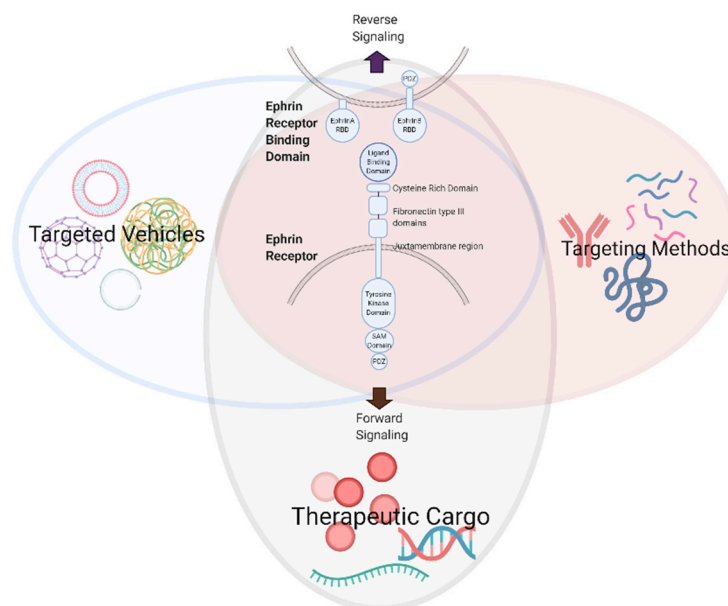 Reverse
Signaling
PDZ
Ephrin
Receptor
Binding
Domain
EphrinA
RBD
EphrinB
RBD
Ligand
Binding
Domain
Cysteine Rich Domain
Fibronectin type III
domains
Juxtamembrane region
Ephrin
Receptor
Targeted Vehicles
Targeting Methods
Tyrosine
Kinase
Domain
SAM
Domain
PDZ
Forward
Signaling
Therapeutic Cargo